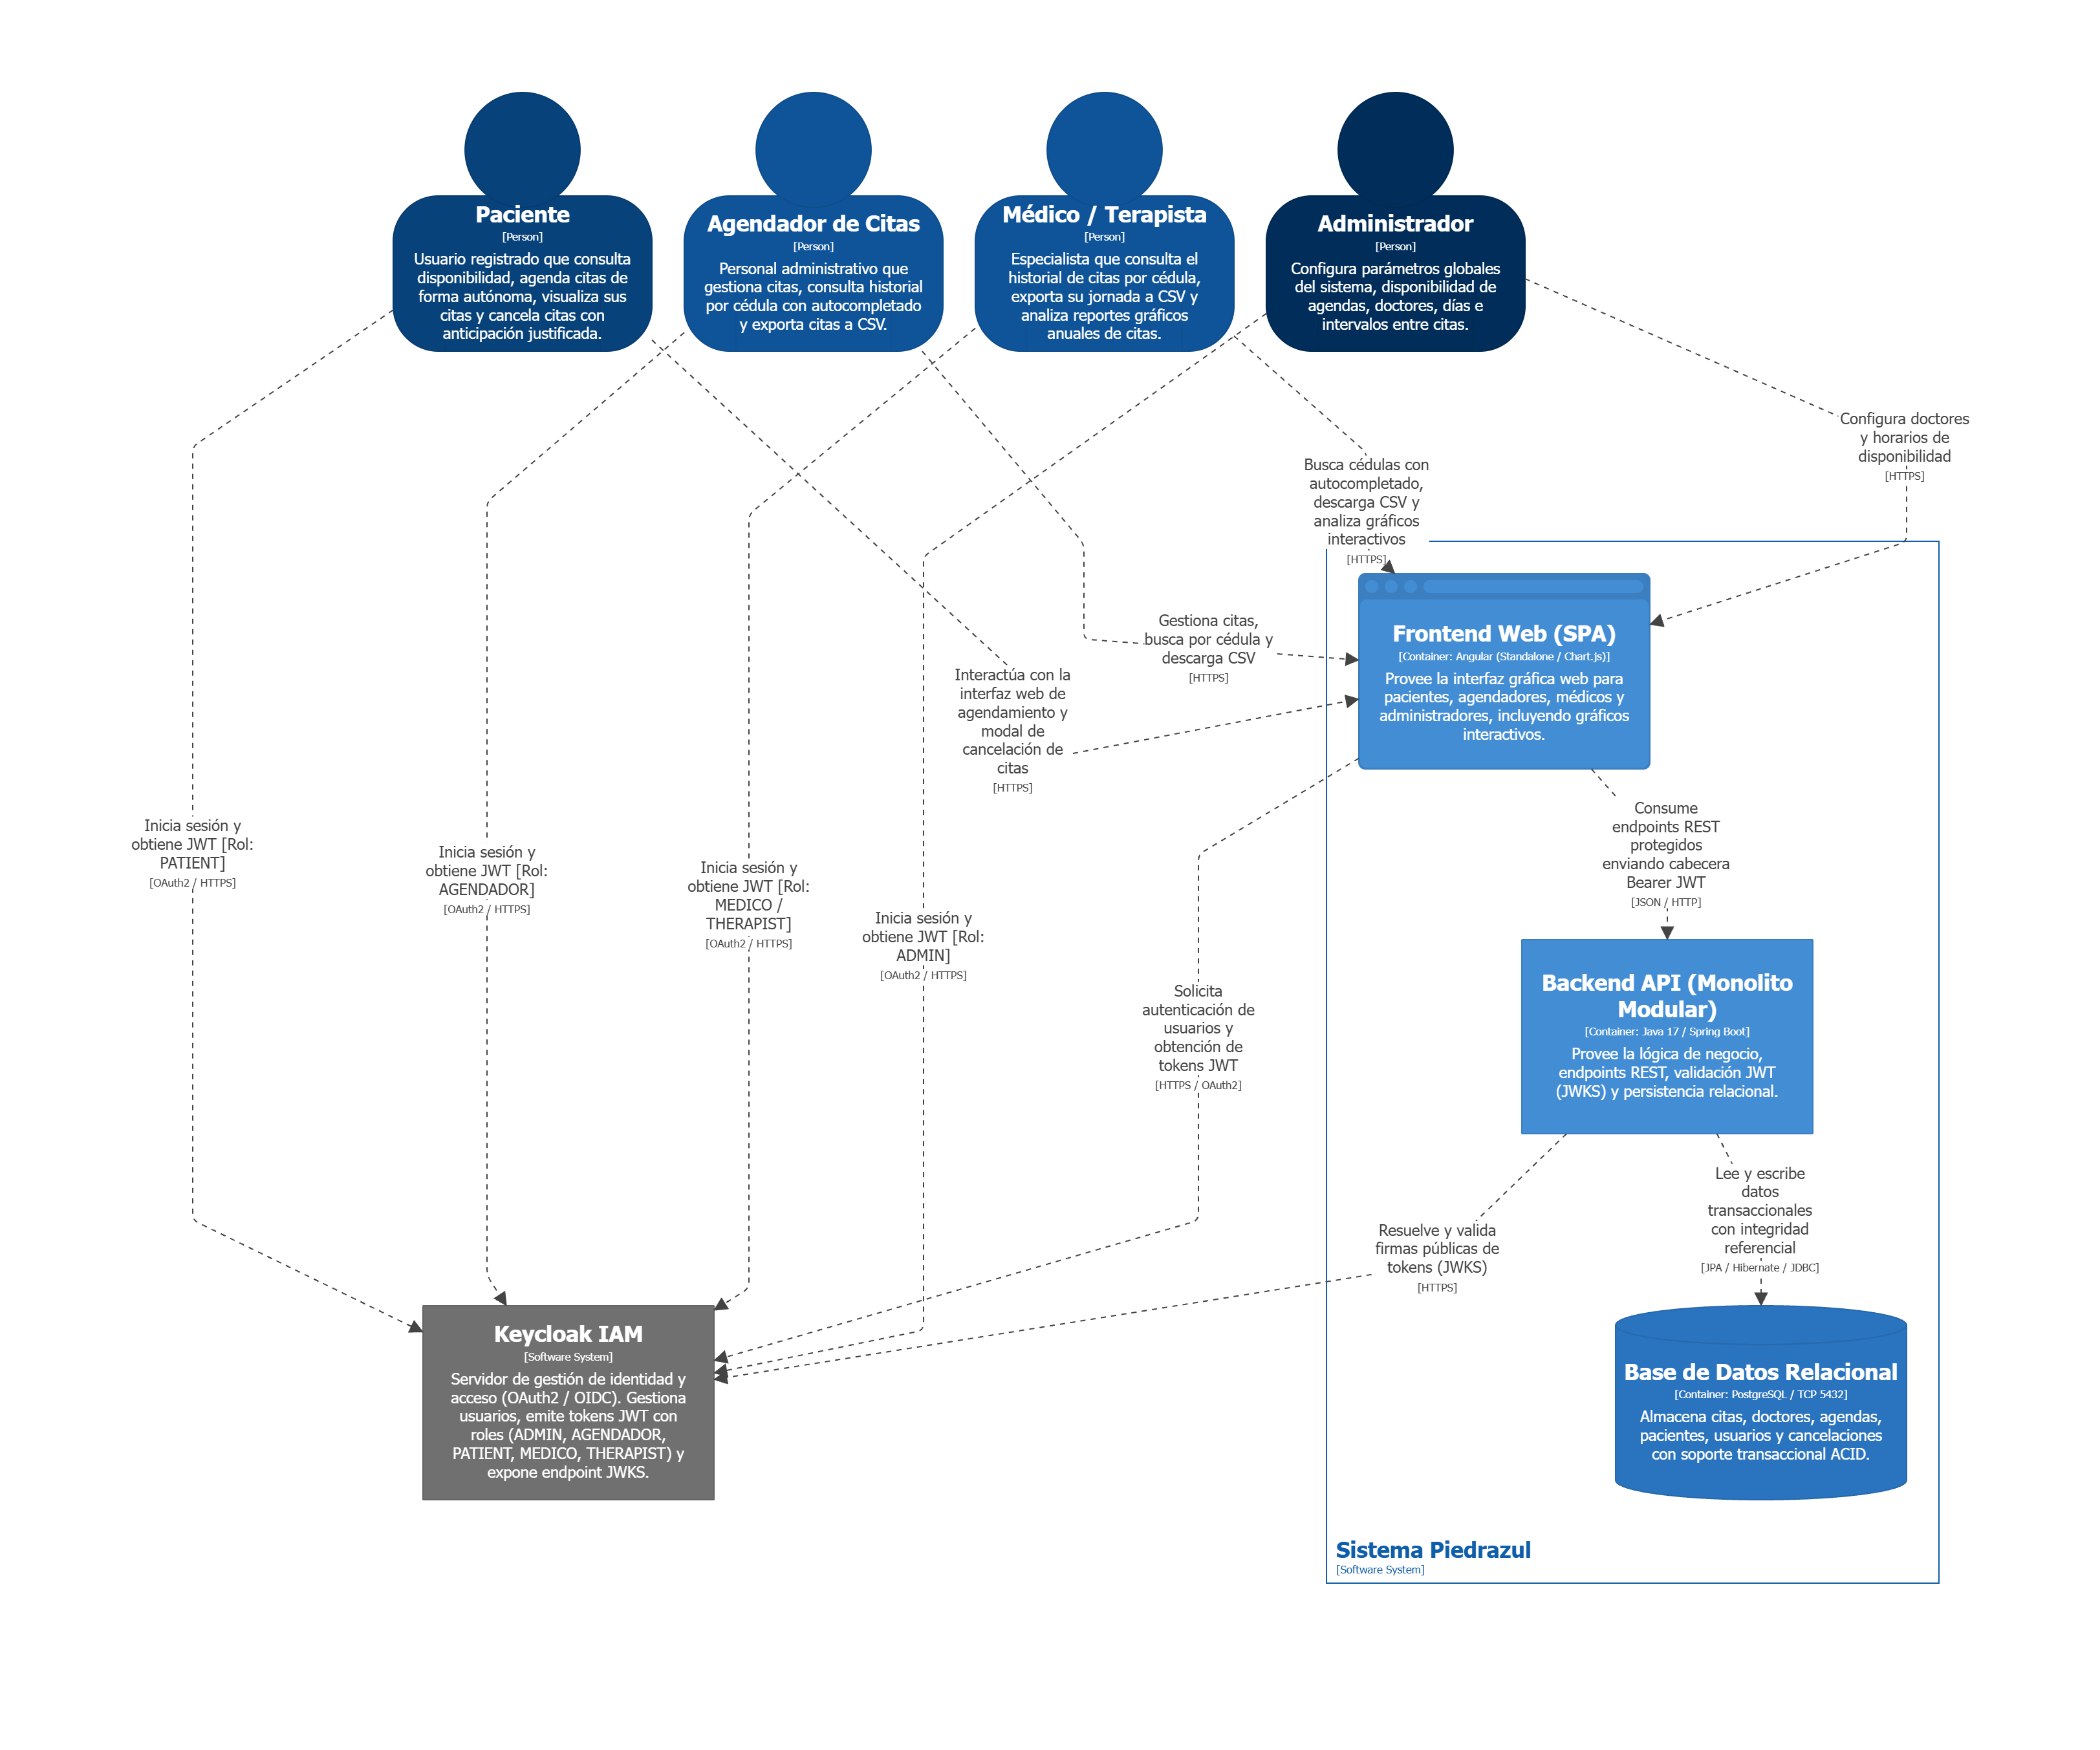 Paciente
[Person]
Usuario registrado que consulta
disponibilidad, agenda citas de
forma autónoma, visualiza sus
citas y cancela citas con
anticipación justificada.
Agendador de Citas
[Person]
Personal administrativo que
gestiona citas, consulta historial
por cédula con autocompletado
y exporta citas a CSV.
Médico / Terapista
[Person]
Especialista que consulta el
historial de citas por cédula,
exporta su jornada a CSV y
analiza reportes gráficos
anuales de citas.
Administrador
[Person]
Configura parámetros globales
del sistema, disponibilidad de
agendas, doctores, días e
intervalos entre citas.
Configura doctores
y horarios de
disponibilidad
[HTTPS]
Busca cédulas con
autocompletado,
descarga CSV y
analiza gráficos
interactivos
[HTTPS]
Gestiona citas,
busca por cédula y
descarga CSV
[HTTPS]
Interactúa con la
interfaz web de
agendamiento y
modal de
cancelación de
citas
[HTTPS]
Frontend Web (SPA)
[Container: Angular (Standalone / Chart.js)]
Provee la interfaz gráfica web para
pacientes, agendadores, médicos y
administradores, incluyendo gráficos
interactivos.
Inicia sesión y
obtiene JWT [Rol:
PATIENT]
[OAuth2 / HTTPS]
Inicia sesión y
obtiene JWT [Rol:
AGENDADOR]
[OAuth2 / HTTPS]
Inicia sesión y
obtiene JWT [Rol:
MEDICO /
THERAPIST]
[OAuth2 / HTTPS]
Inicia sesión y
obtiene JWT [Rol:
ADMIN]
[OAuth2 / HTTPS]
Consume
endpoints REST
protegidos
enviando cabecera
Bearer JWT
[JSON / HTTP]
Solicita
autenticación de
usuarios y
obtención de
tokens JWT
[HTTPS / OAuth2]
Backend API (Monolito
Modular)
[Container: Java 17 / Spring Boot]
Provee la lógica de negocio,
endpoints REST, validación JWT
(JWKS) y persistencia relacional.
Resuelve y valida
firmas públicas de
tokens (JWKS)
[HTTPS]
Lee y escribe
datos
transaccionales
con integridad
referencial
[JPA / Hibernate / JDBC]
Keycloak IAM
[Software System]
Servidor de gestión de identidad y
acceso (OAuth2 / OIDC). Gestiona
usuarios, emite tokens JWT con
roles (ADMIN, AGENDADOR,
PATIENT, MEDICO, THERAPIST) y
expone endpoint JWKS.
Base de Datos Relacional
[Container: PostgreSQL / TCP 5432]
Almacena citas, doctores, agendas,
pacientes, usuarios y cancelaciones
con soporte transaccional ACID.
Sistema Piedrazul
[Software System]